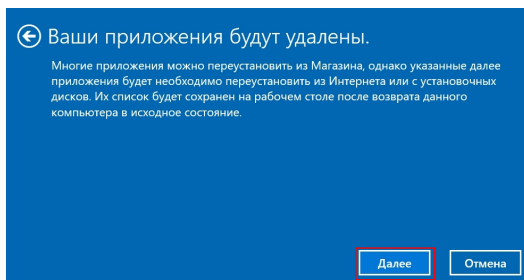 Ваши приложения будут удалены.
Многие приложения можно переустановить из Магазина, однако указанные далее
приложения будет необходимо переустановить из Интернета или с установочных
дисков. Их список будет сохранен на рабочем столе после возврата данного
компьютера в исходное состояние.
Далее
Отмена